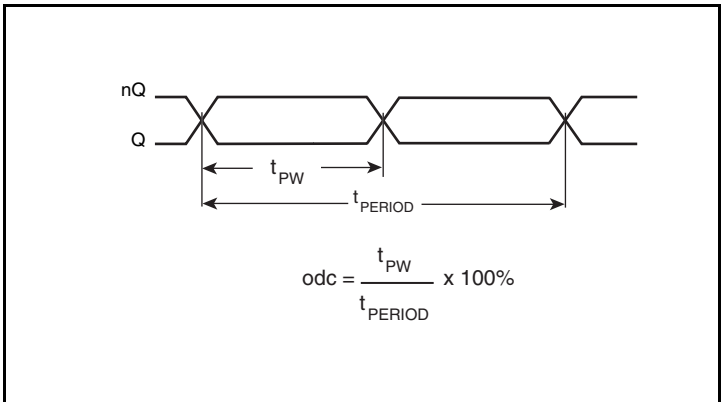 nQ
Q
tPW
tPERIOD
odc = tPW / tPERIOD x 100%